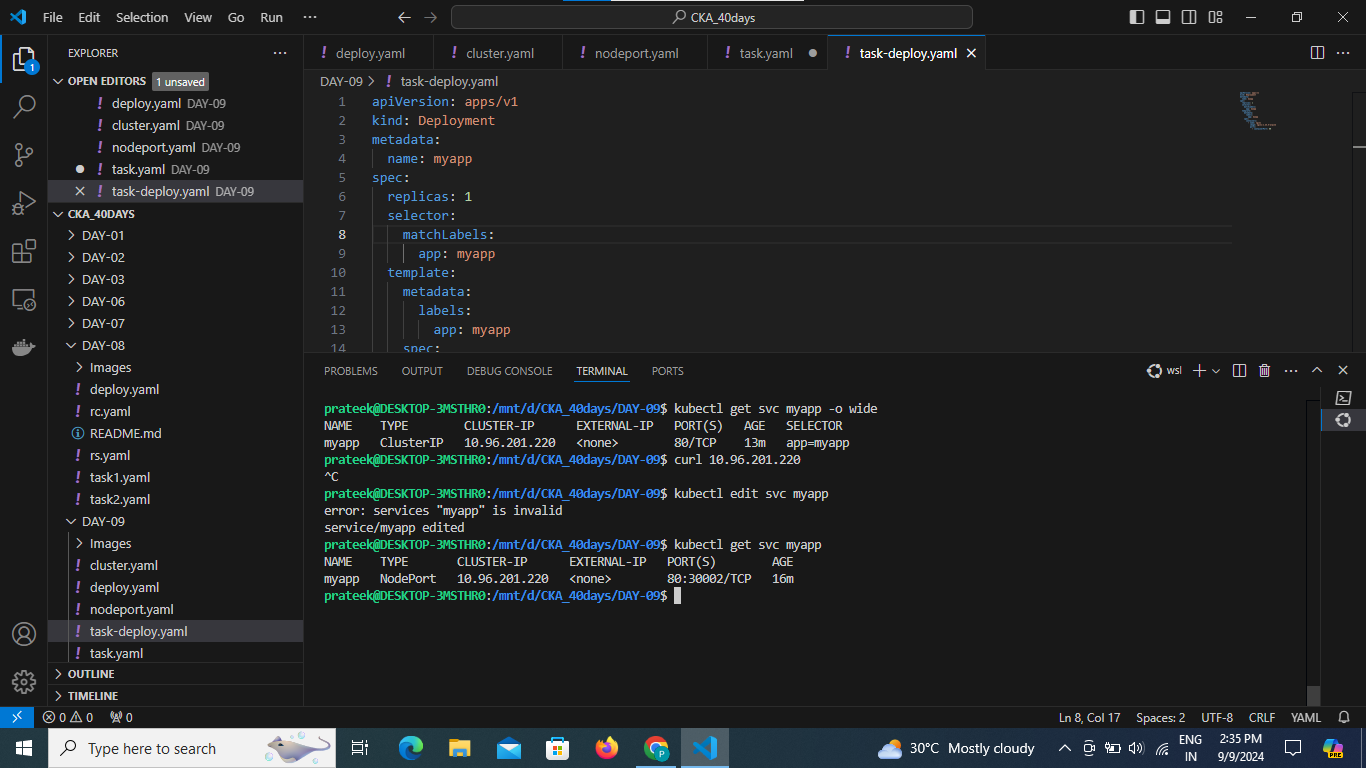 File Edit Selection View Go Run ··· CKA_40days
EXPLORER ···
OPEN EDITORS 1 unsaved
! deploy.yaml DAY-09
! cluster.yaml DAY-09
! nodeport.yaml DAY-09
! task.yaml DAY-09
! task-deploy.yaml DAY-09
CKA_40DAYS
DAY-01
DAY-02
DAY-03
DAY-06
DAY-07
DAY-08
Images
! deploy.yaml
! rc.yaml
README.md
! rs.yaml
! task1.yaml
! task2.yaml
DAY-09
Images
! cluster.yaml
! deploy.yaml
! nodeport.yaml
! task-deploy.yaml
! task.yaml
OUTLINE
TIMELINE
1
! deploy.yaml ! cluster.yaml ! nodeport.yaml ! task.yaml ! task-deploy.yaml
DAY-09 > ! task-deploy.yaml
1 apiVersion: apps/v1
2 kind: Deployment
3 metadata:
4 name: myapp
5 spec:
6 replicas: 1
7 selector:
8 matchLabels:
9 app: myapp
10 template:
11 metadata:
12 labels:
13 app: myapp
14 spec:
PROBLEMS OUTPUT DEBUG CONSOLE TERMINAL PORTS wsl
prateek@DESKTOP-3MSTHR0:/mnt/d/CKA_40days/DAY-09$ kubectl get svc myapp -o wide
NAME TYPE CLUSTER-IP EXTERNAL-IP PORT(S) AGE SELECTOR
myapp ClusterIP 10.96.201.220 <none> 80/TCP 13m app=myapp
prateek@DESKTOP-3MSTHR0:/mnt/d/CKA_40days/DAY-09$ curl 10.96.201.220
^C
prateek@DESKTOP-3MSTHR0:/mnt/d/CKA_40days/DAY-09$ kubectl edit svc myapp
error: services "myapp" is invalid
service/myapp edited
prateek@DESKTOP-3MSTHR0:/mnt/d/CKA_40days/DAY-09$ kubectl get svc myapp
NAME TYPE CLUSTER-IP EXTERNAL-IP PORT(S) AGE
myapp NodePort 10.96.201.220 <none> 80:30002/TCP 16m
prateek@DESKTOP-3MSTHR0:/mnt/d/CKA_40days/DAY-09$
0 0 0 Ln 8, Col 17 Spaces: 2 UTF-8 CRLF YAML
Type here to search 30°C Mostly cloudy ENG IN 2:35 PM 9/9/2024 PRE